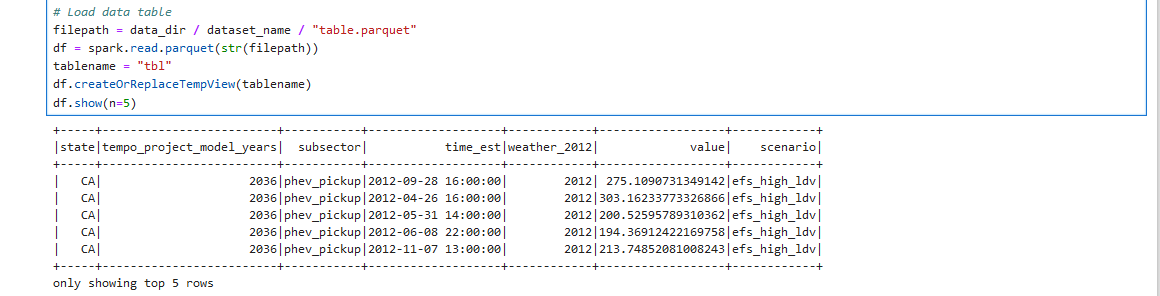 # Load data table
filepath = data_dir / dataset_name / "table.parquet"
df = spark.read.parquet(str(filepath))
tablename = "tbl"
df.createOrReplaceTempView(tablename)
df.show(n=5)
+-----+-------------------------+-----------+-------------------+------------+------------------+------------+
|state|tempo_project_model_years|  subsector|           time_est|weather_2012|             value|    scenario|
+-----+-------------------------+-----------+-------------------+------------+------------------+------------+
|   CA|                     2036|phev_pickup|2012-09-28 16:00:00|        2012| 275.1090731349142|efs_high_ldv|
|   CA|                     2036|phev_pickup|2012-04-26 16:00:00|        2012|303.16233773326866|efs_high_ldv|
|   CA|                     2036|phev_pickup|2012-05-31 14:00:00|        2012|200.52595789310362|efs_high_ldv|
|   CA|                     2036|phev_pickup|2012-06-08 22:00:00|        2012|194.36912422169758|efs_high_ldv|
|   CA|                     2036|phev_pickup|2012-11-07 13:00:00|        2012|213.74852081008243|efs_high_ldv|
+-----+-------------------------+-----------+-------------------+------------+------------------+------------+
only showing top 5 rows